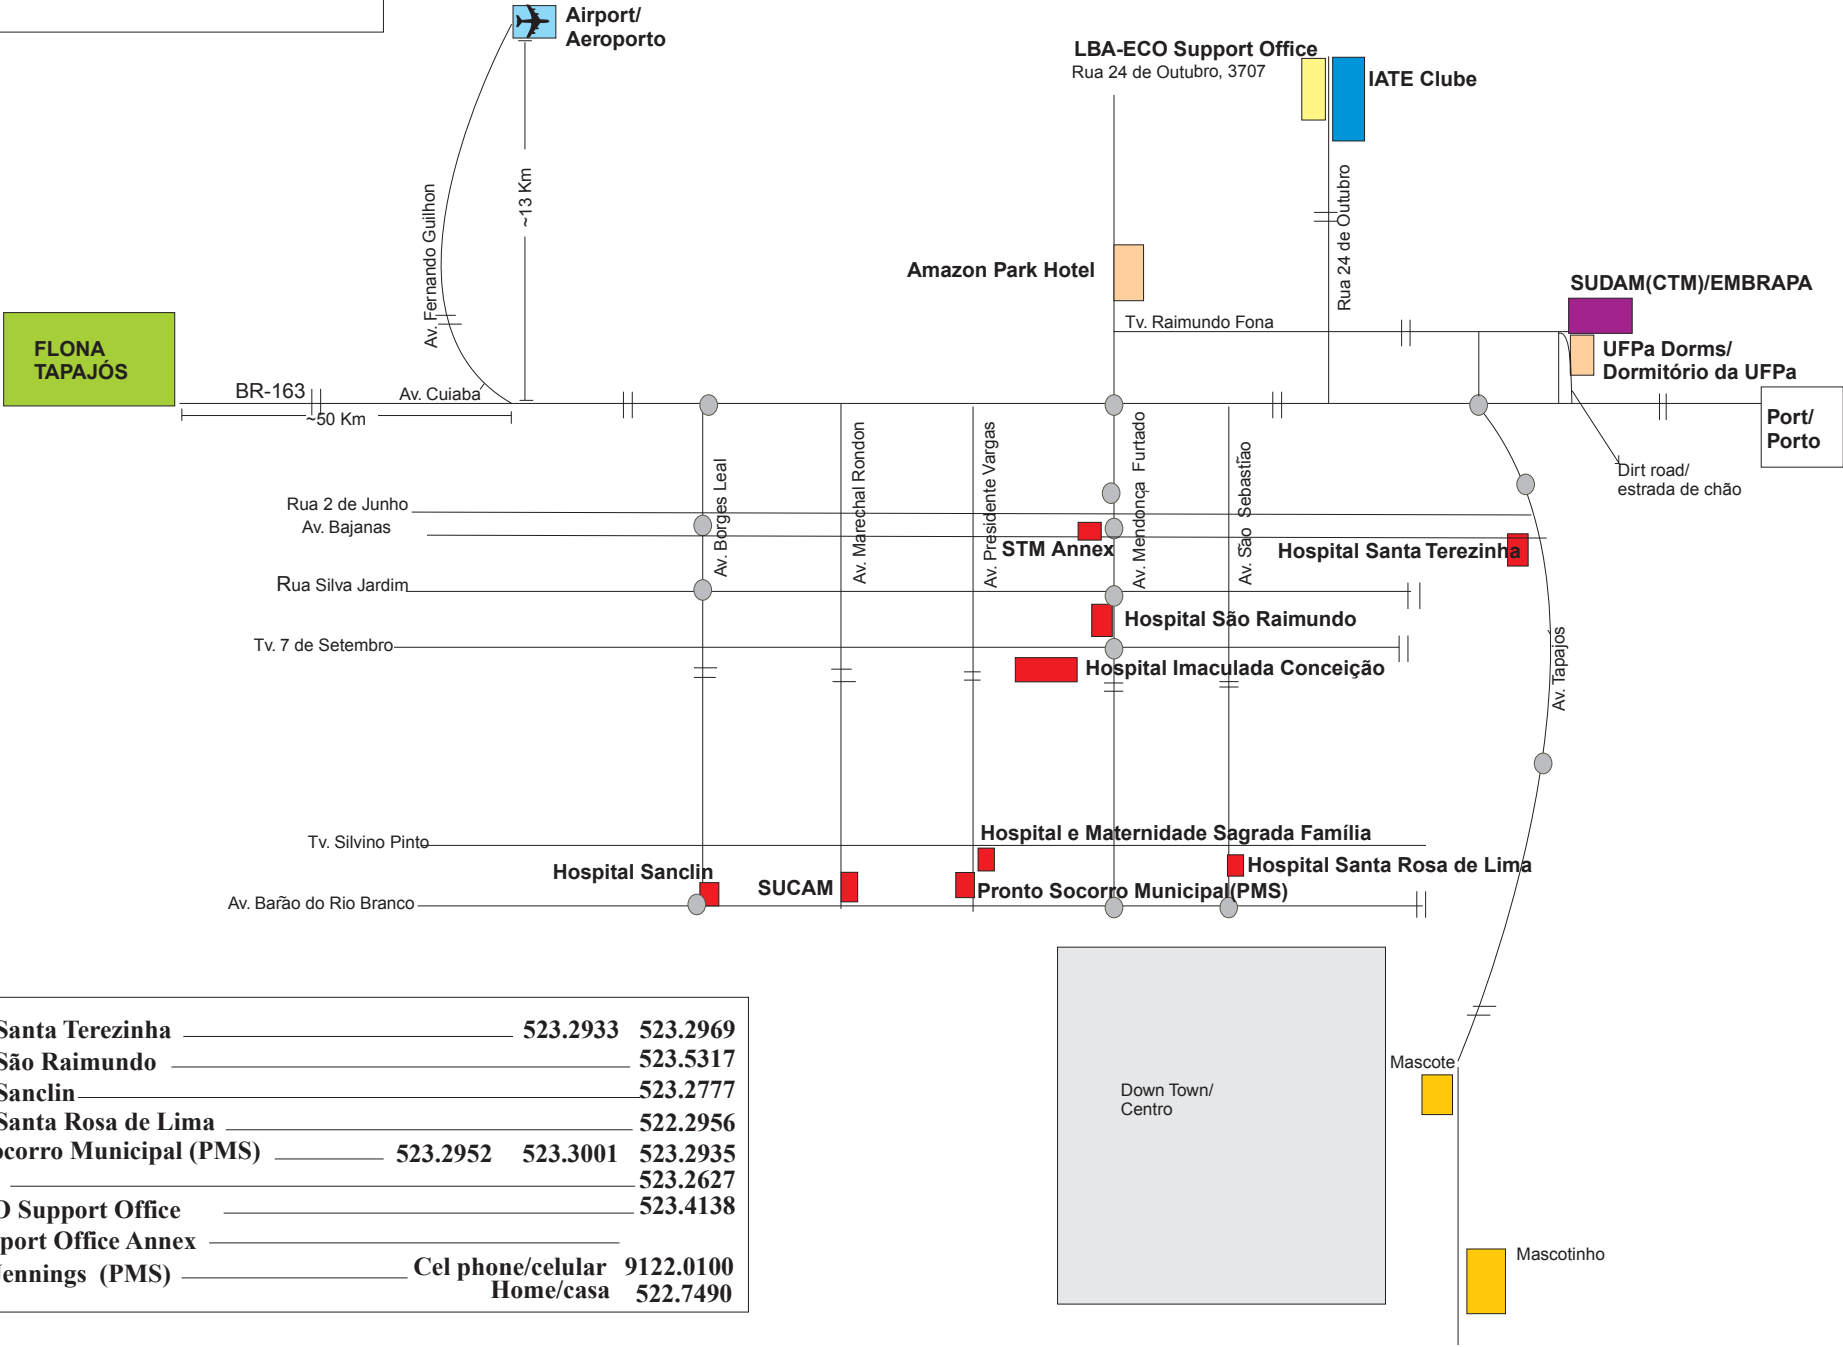 Airport/
Aeroporto
LBA-ECO Support Office
Rua 24 de Outubro, 3707
IATE Clube
~13 Km
Av. Fernando Guilhon
Rua 24 de Outubro
Amazon Park Hotel
SUDAM(CTM)/EMBRAPA
Tv. Raimundo Fona
UFPa Dorms/
Dormitório da UFPa
FLONA
TAPAJÓS
BR-163
Av. Cuiaba
~50 Km
Port/
Porto
Dirt road/
estrada de chão
Av. Borges Leal
Av. Marechal Rondon
Av. Presidente Vargas
Av. Mendonça Furtado
Av. São Sebastião
Rua 2 de Junho
Av. Bajanas
STM Annex
Hospital Santa Terezinha
Rua Silva Jardim
Hospital São Raimundo
Tv. 7 de Setembro
Hospital Imaculada Conceição
Av. Tapajos
Hospital e Maternidade Sagrada Família
Tv. Silvino Pinto
Hospital Sanclin
SUCAM
Hospital Santa Rosa de Lima
Pronto Socorro Municipal(PMS)
Av. Barão do Rio Branco
Down Town/
Centro
Mascote
Mascotinho
Santa Terezinha 523.2933 523.2969
São Raimundo 523.5317
Sanclin 523.2777
Santa Rosa de Lima 522.2956
ocorro Municipal (PMS) 523.2952 523.3001 523.2935
523.2627
O Support Office 523.4138
port Office Annex
Jennings (PMS) Cel phone/celular 9122.0100
Home/casa 522.7490